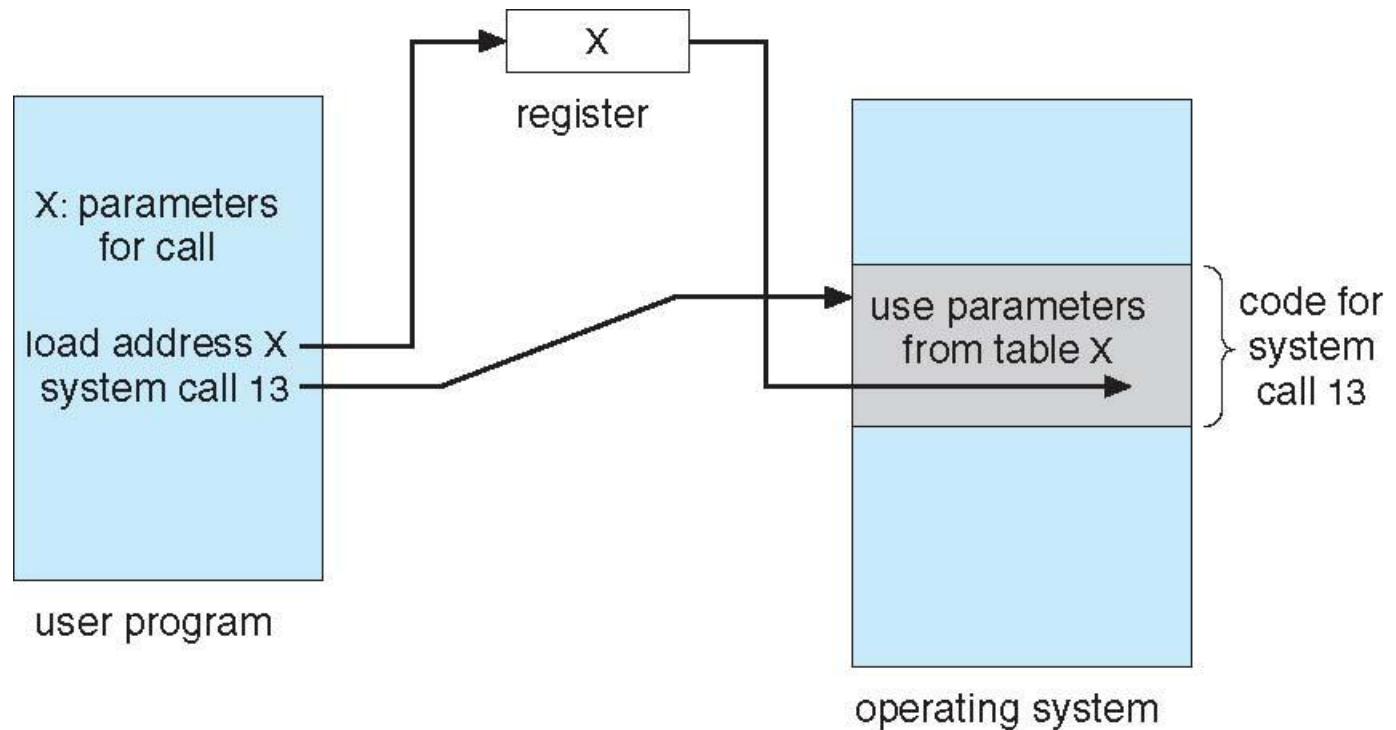 X
register
X: parameters
for call
load address X
system call 13
use parameters
from table X
code for
system
call 13
user program
operating system